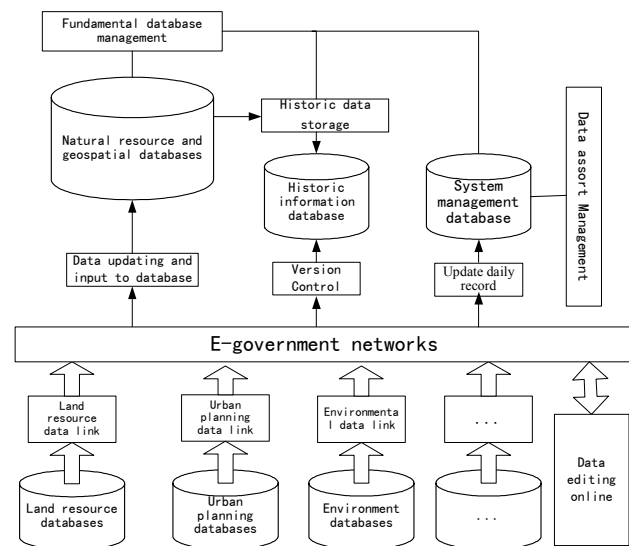 Fundamental database
management
Natural resource and
geospatial databases
Historic data
storage
Historic
information
database
System
management
database
Data assort Management
Data updating and
input to database
Version
Control
Update daily
record
E-government networks
Land
resource
data link
Urban
planning
data link
Environmenta
l data link
...
Land resource
databases
Urban
planning
databases
Environment
databases
...
Data
editing
online